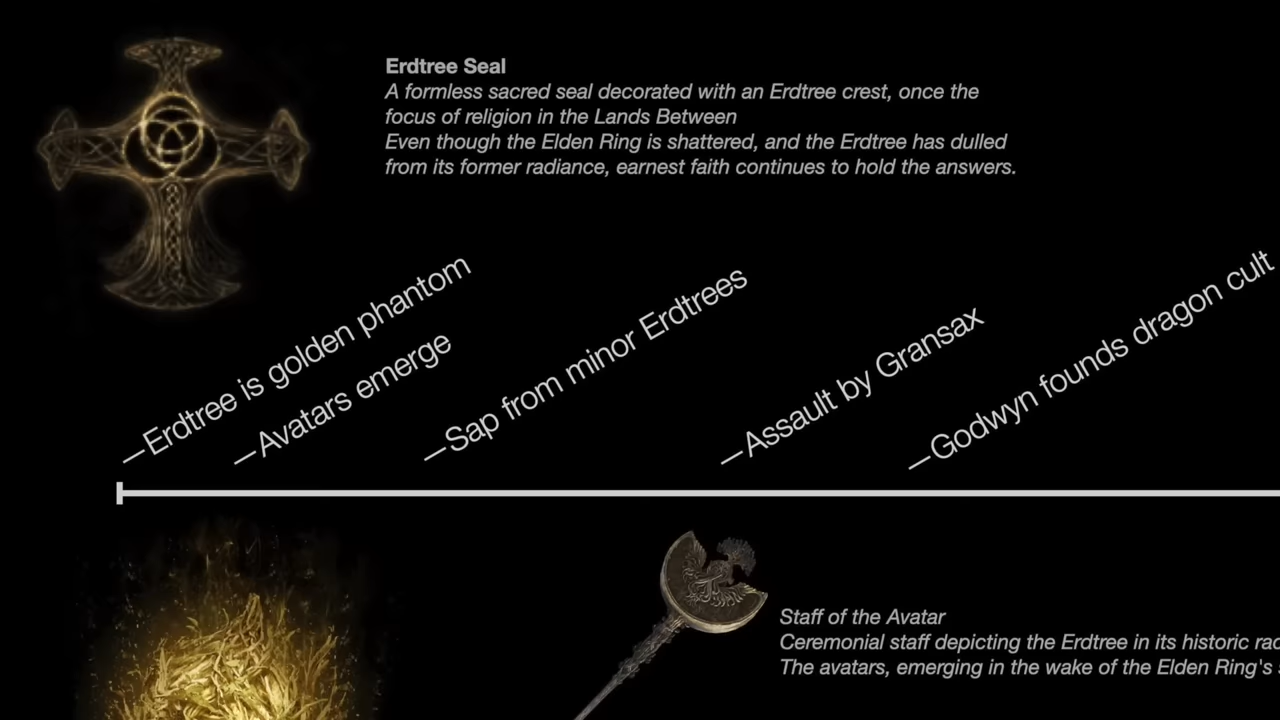 Erdtree Seal
A formless sacred seal decorated with an Erdtree crest, once the
focus of religion in the Lands Between
Even though the Elden Ring is shattered, and the Erdtree has dulled
from its former radiance, earnest faith continues to hold the answers.
—Erdtree is golden phantom
—Avatars emerge
—Sap from minor Erdtrees
—Assault by Gransax
—Godwyn founds dragon cult
Staff of the Avatar
Ceremonial staff depicting the Erdtree in its historic
The avatars, emerging in the wake of the Elden Ring's